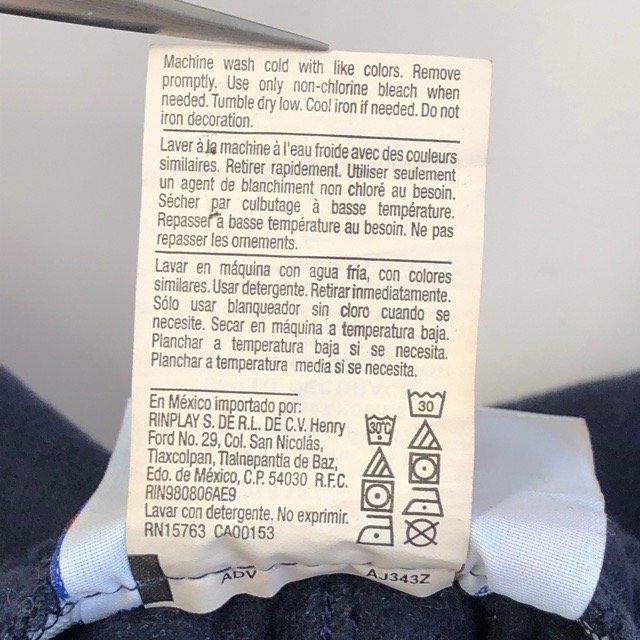 Machine wash cold with like colors. Remove
promptly. Use only non-chlorine bleach when
needed. Tumble dry low. Cool iron if needed. Do not
iron decoration.
Laver à la machine à l'eau froide avec des couleurs
similaires. Retirer rapidement. Utiliser seulement
un agent de blanchiment non chloré au besoin.
Sécher par culbutage à basse température.
Repasser à basse température au besoin. Ne pas
repasser les ornements.
Lavar en máquina con agua fría, con colores
similares. Usar detergente. Retirar inmediatamente.
Sólo usar blanqueador sin cloro cuando se
necesite. Secar en máquina a temperatura baja.
Planchar a temperatura baja si se necesita.
Planchar a temperatura media si se necesita.
En México importado por:
RINPLAY S. DE R.L. DE C.V. Henry
Ford No. 29, Col. San Nicolás,
Tlaxcolpan, Tlalnepantla de Baz,
Edo. de México, C.P. 54030 R.F.C.
RIN980806AE9
Lavar con detergente. No exprimir.
RN15763 CA00153
30
30°C
ADV AJ343Z